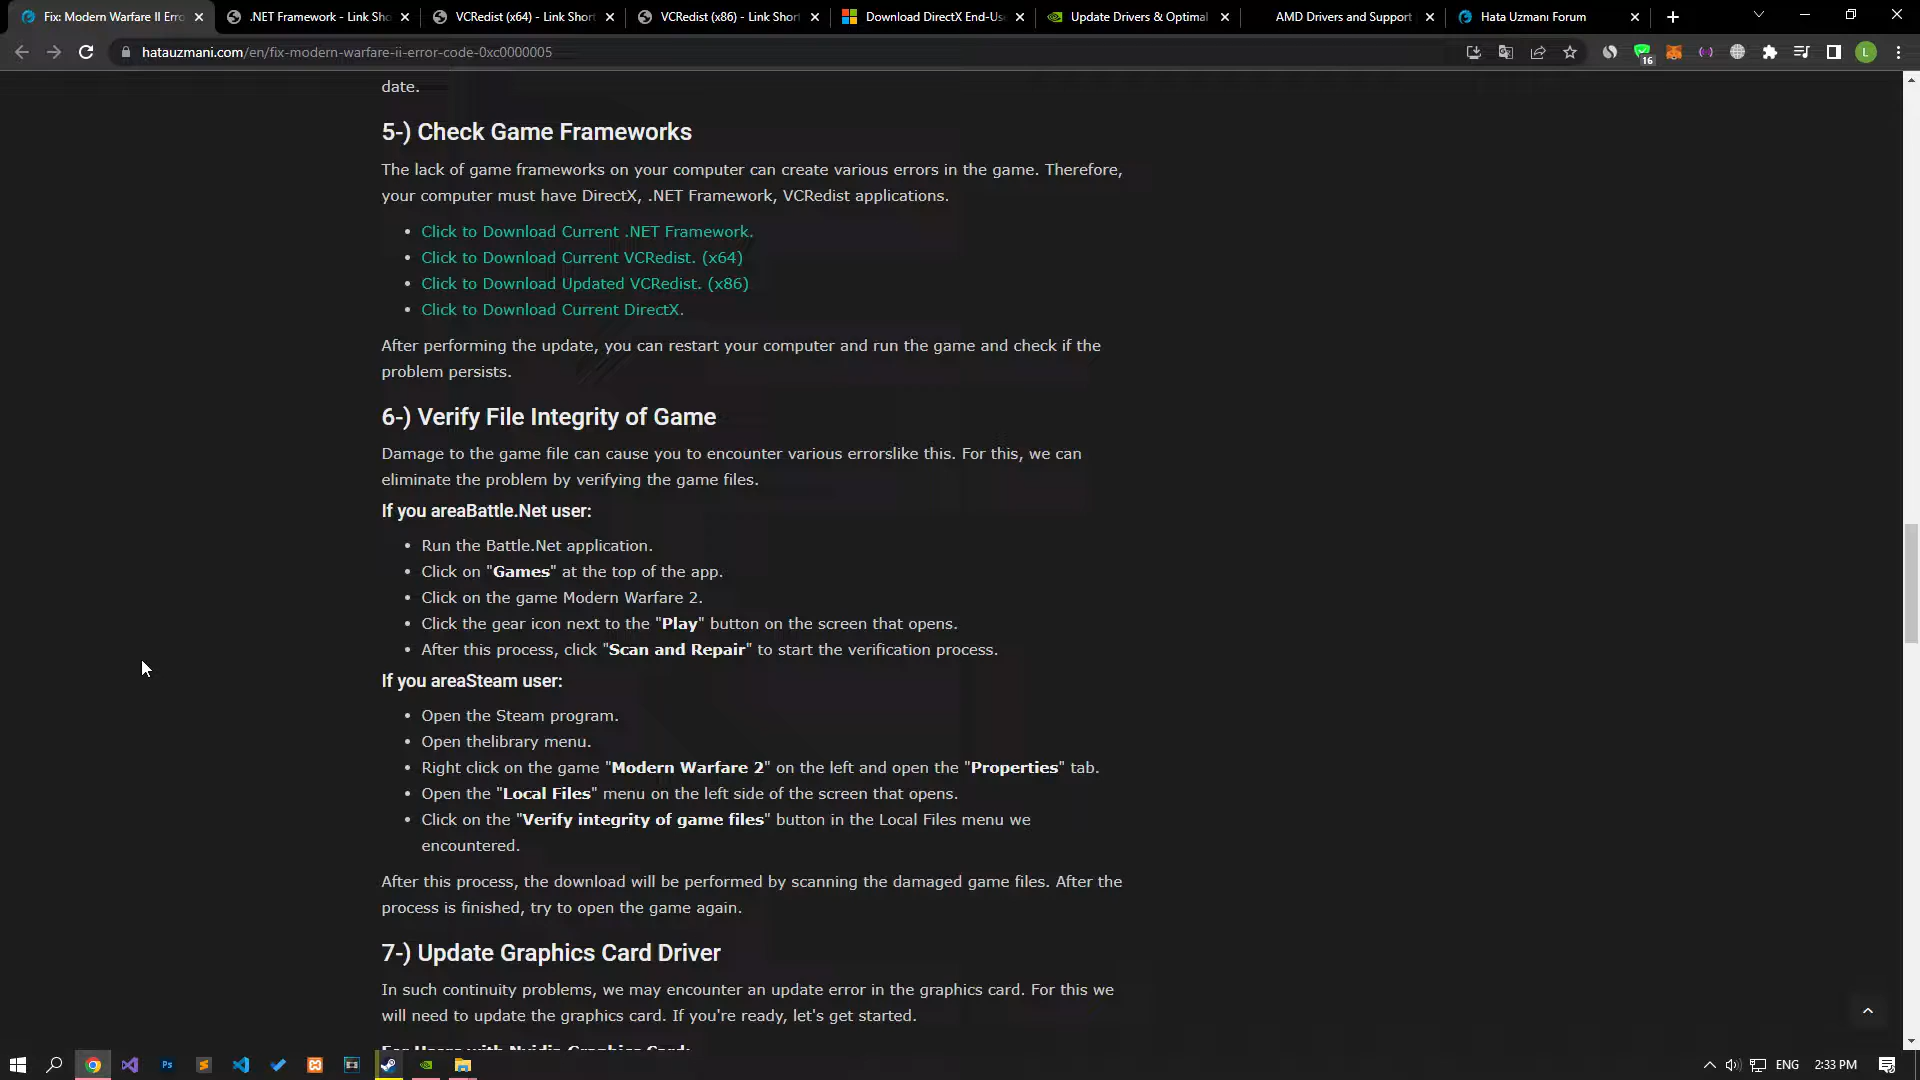 Fix: Modern Warfare II Erro
.NET Framework - Link Sho
VCRedist (x64) - Link Short
VCRedist (x86) - Link Short
Download DirectX End-Us
Update Drivers & Optimal
AMD Drivers and Support
Hata Uzmanı Forum
hatauzmani.com/en/fix-modern-warfare-ii-error-code-0xc0000005
16
L
date.
5-) Check Game Frameworks
The lack of game frameworks on your computer can create various errors in the game. Therefore,
your computer must have DirectX, .NET Framework, VCRedist applications.
• Click to Download Current .NET Framework.
• Click to Download Current VCRedist. (x64)
• Click to Download Updated VCRedist. (x86)
• Click to Download Current DirectX.
After performing the update, you can restart your computer and run the game and check if the
problem persists.
6-) Verify File Integrity of Game
Damage to the game file can cause you to encounter various errorslike this. For this, we can
eliminate the problem by verifying the game files.
If you areaBattle.Net user:
• Run the Battle.Net application.
• Click on "Games" at the top of the app.
• Click on the game Modern Warfare 2.
• Click the gear icon next to the "Play" button on the screen that opens.
• After this process, click "Scan and Repair" to start the verification process.
If you areaSteam user:
• Open the Steam program.
• Open thelibrary menu.
• Right click on the game "Modern Warfare 2" on the left and open the "Properties" tab.
• Open the "Local Files" menu on the left side of the screen that opens.
• Click on the "Verify integrity of game files" button in the Local Files menu we
encountered.
After this process, the download will be performed by scanning the damaged game files. After the
process is finished, try to open the game again.
7-) Update Graphics Card Driver
In such continuity problems, we may encounter an update error in the graphics card. For this we
will need to update the graphics card. If you're ready, let's get started.
For Users with Nvidia Graphics Card:
Ps
ENG
2:33 PM